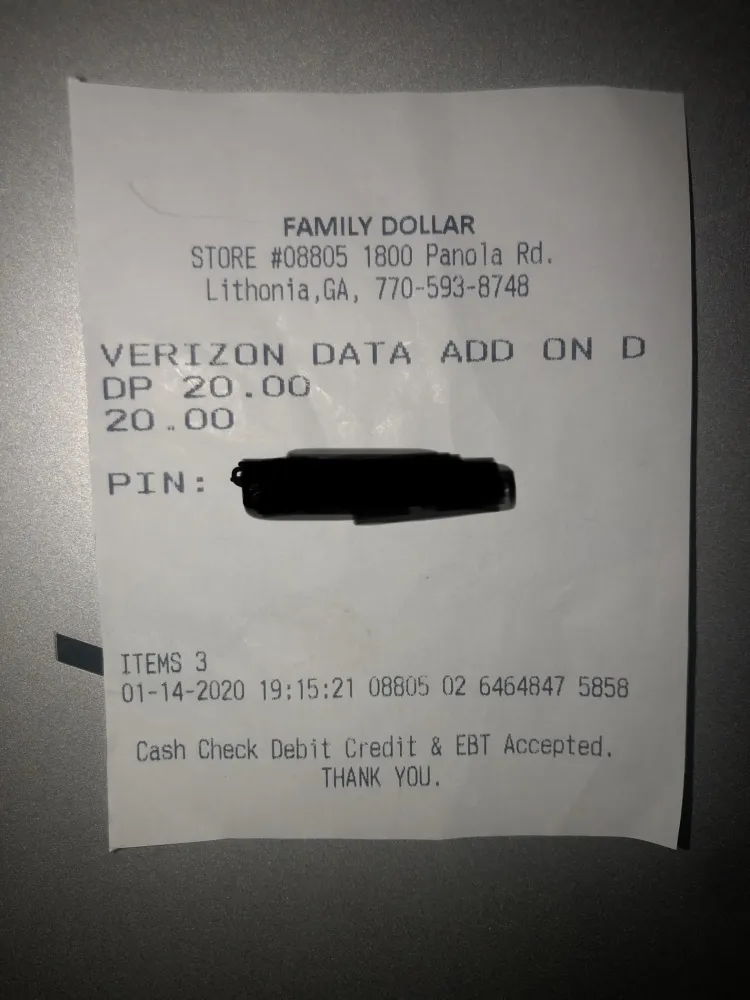 FAMILY DOLLAR
STORE #08805 1800 Panola Rd.
Lithonia,GA, 770-593-8748
VERIZON DATA ADD ON D
DP 20.00
20.00
PIN:
ITEMS 3
01-14-2020 19:15:21 08805 02 6464847 5858
Cash Check Debit Credit & EBT Accepted.
THANK YOU.